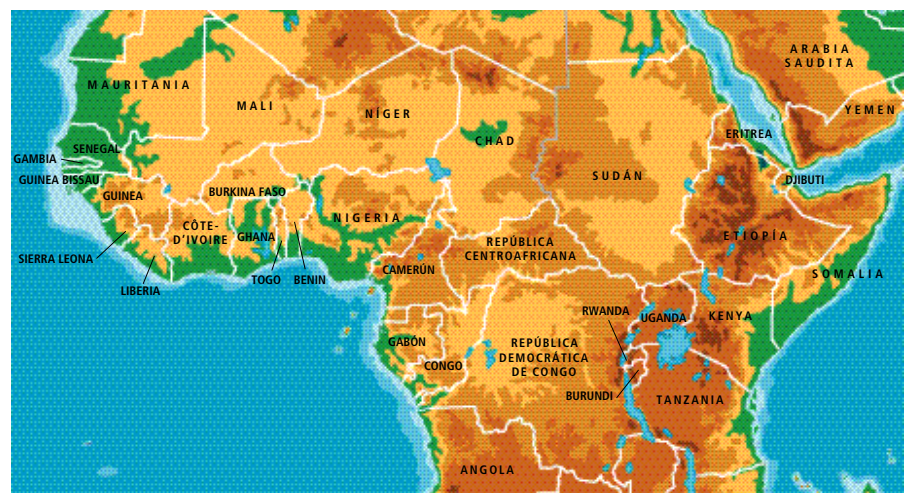 ARABIA
SAUDITA
MAURITANIA
MALI
NÍGER
YEMEN
CHAD
ERITREA
SENEGAL
GAMBIA
SUDÁN
GUINEA BISSAU
DJIBUTI
BURKINA FASO
GUINEA
NIGERIA
CÔTE-
D'IVOIRE
GHANA
ETIOPÍA
REPÚBLICA
CENTROAFRICANA
SIERRA LEONA
CAMERÚN
SOMALIA
TOGO
BENIN
LIBERIA
RWANDA
UGANDA
KENYA
GABÓN
REPÚBLICA
DEMOCRÁTICA
DE CONGO
CONGO
BURUNDI
TANZANIA
ANGOLA